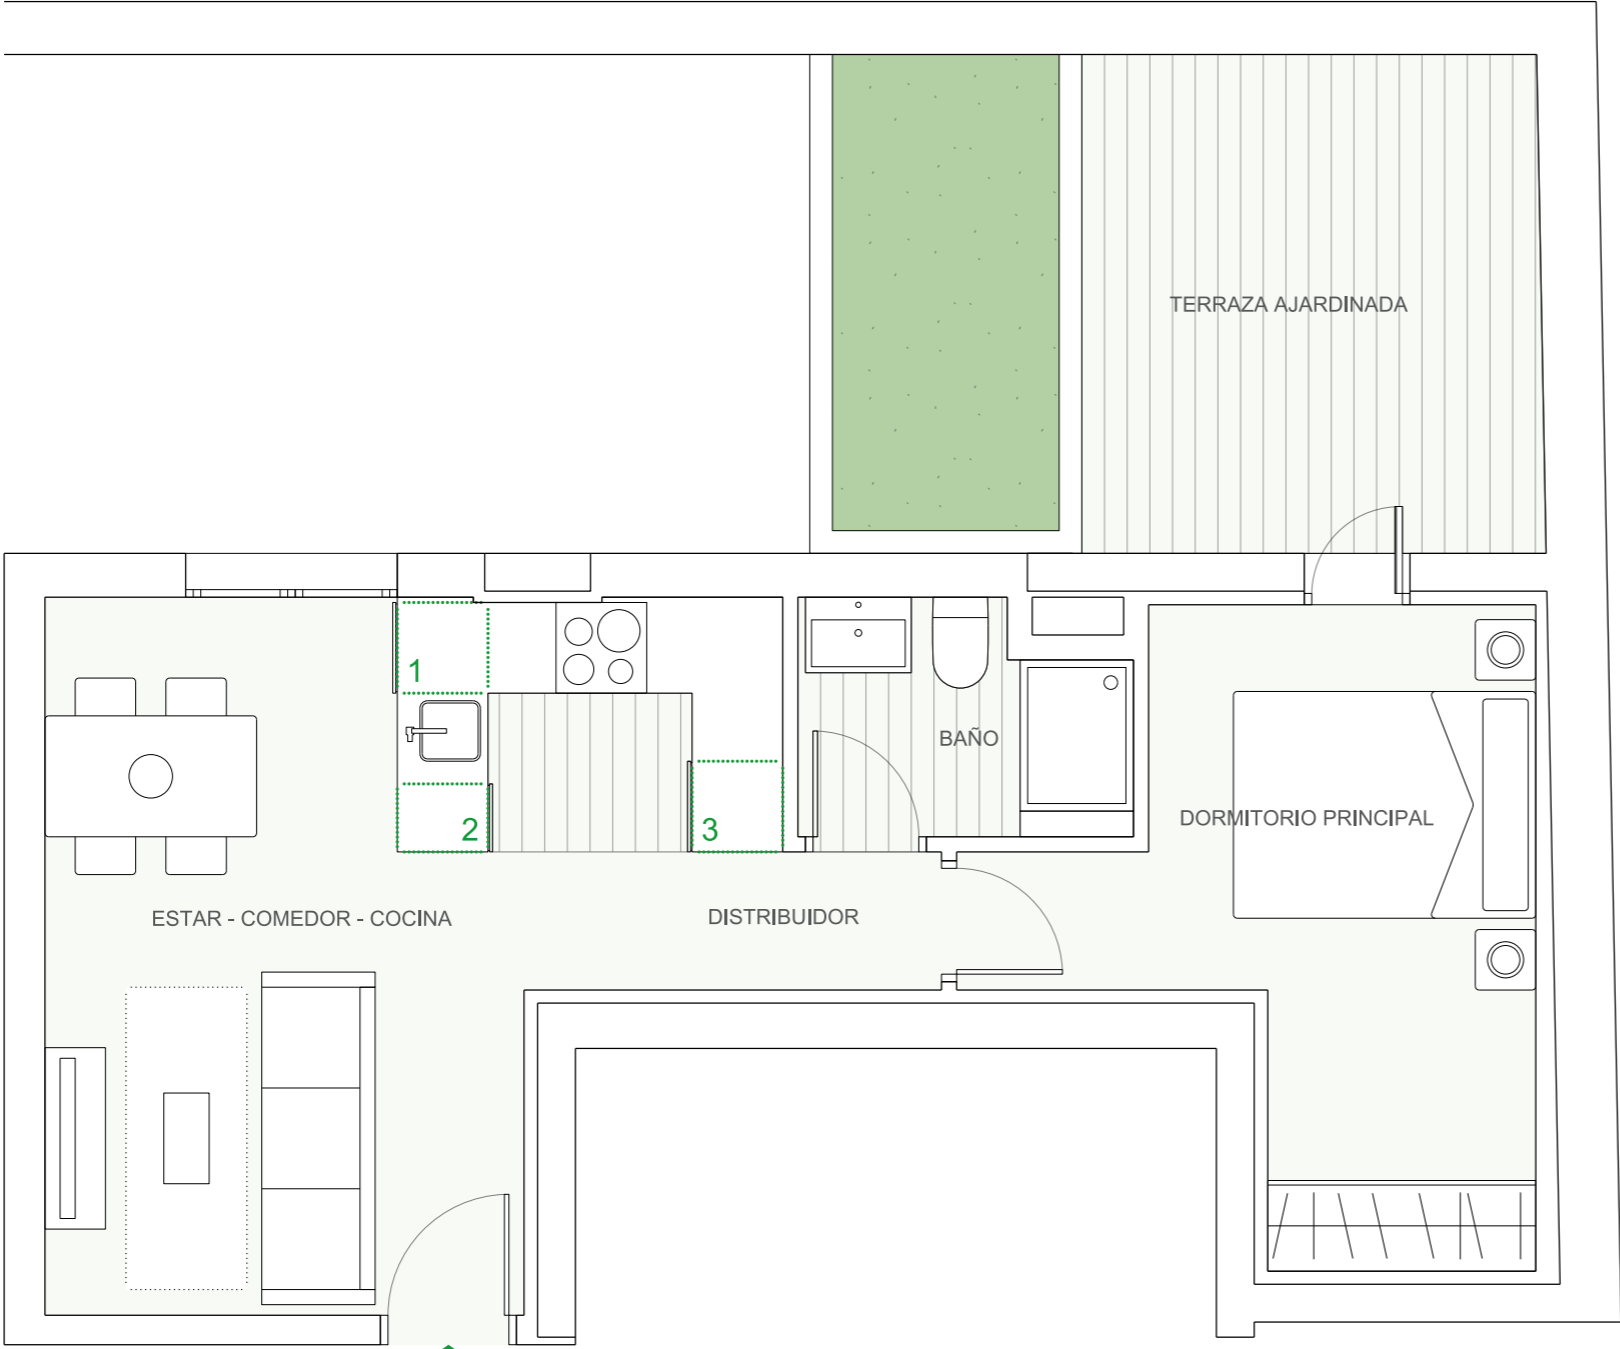 TERRAZA AJARDINADA
1
BAÑO
2
3
DORMITORIO PRINCIPAL
ESTAR - COMEDOR - COCINA
DISTRIBUIDOR